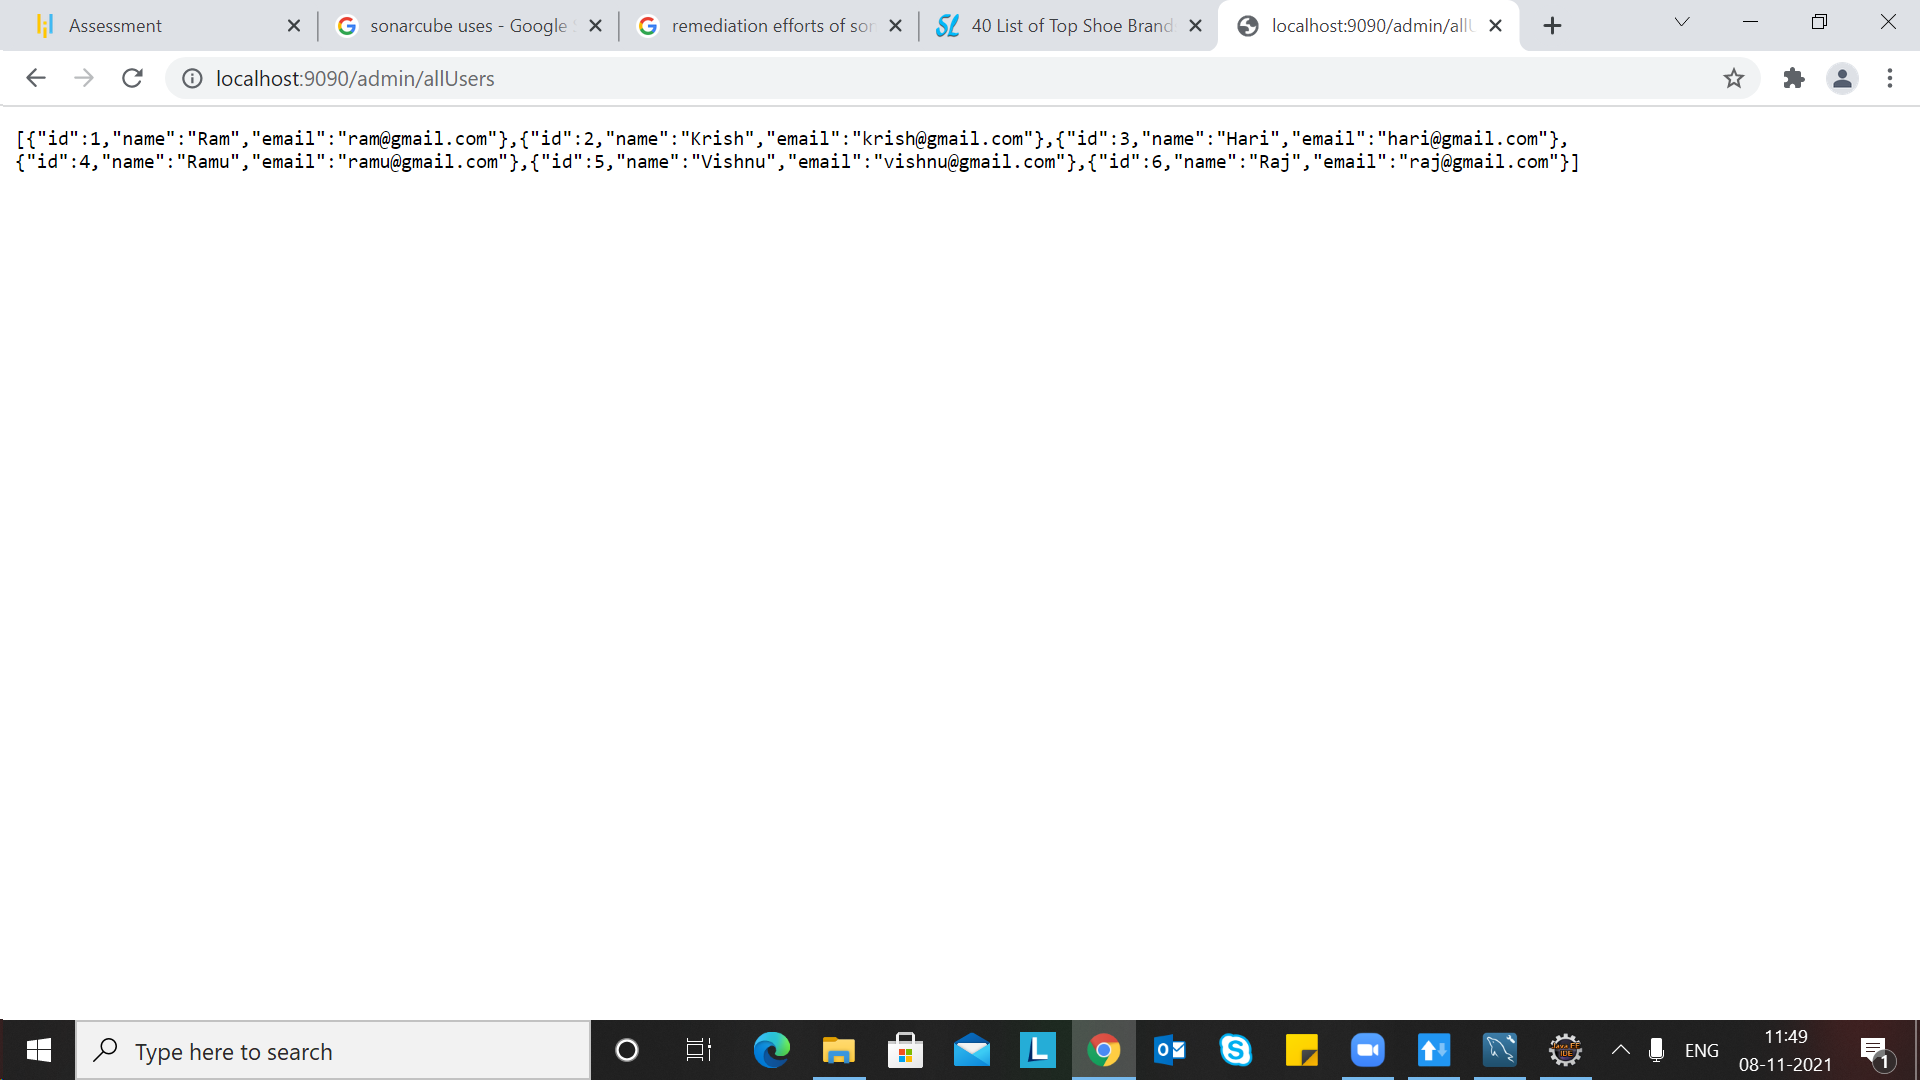 Assessment
sonarcube uses - Google
remediation efforts of son
40 List of Top Shoe Brand
localhost:9090/admin/all
localhost:9090/admin/allUsers
[{"id":1,"name":"Ram","email":"ram@gmail.com"},{"id":2,"name":"Krish","email":"krish@gmail.com"},{"id":3,"name":"Hari","email":"hari@gmail.com"},
{"id":4,"name":"Ramu","email":"ramu@gmail.com"},{"id":5,"name":"Vishnu","email":"vishnu@gmail.com"},{"id":6,"name":"Raj","email":"raj@gmail.com"}]
Type here to search
ENG
11:49
08-11-2021
1